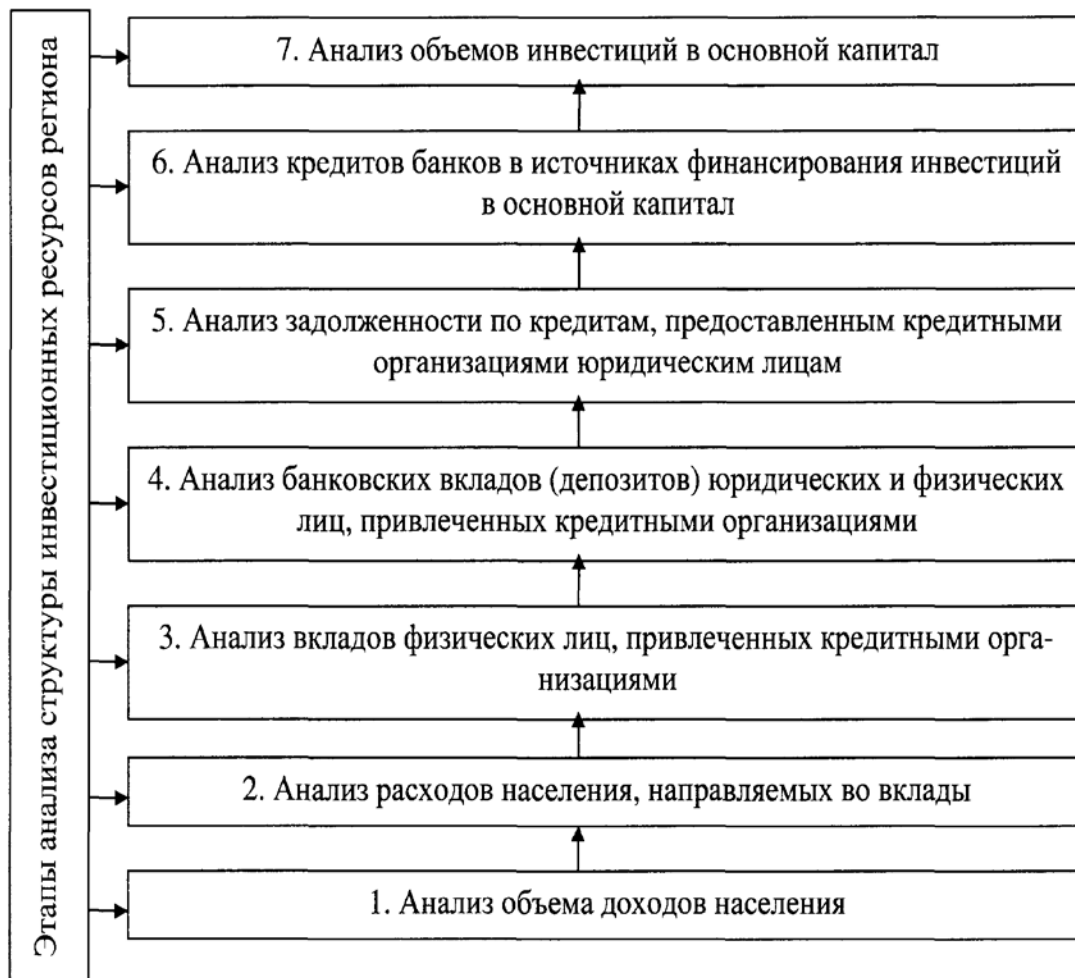 Этапы анализа структуры инвестиционных ресурсов региона
7. Анализ объемов инвестиций в основной капитал
6. Анализ кредитов банков в источниках финансирования инвестиций
в основной капитал
5. Анализ задолженности по кредитам, предоставленным кредитными
организациями юридическим лицам
4. Анализ банковских вкладов (депозитов) юридических и физических
лиц, привлеченных кредитными организациями
3. Анализ вкладов физических лиц, привлеченных кредитными орга-
низациями
2. Анализ расходов населения, направляемых во вклады
1. Анализ объема доходов населения